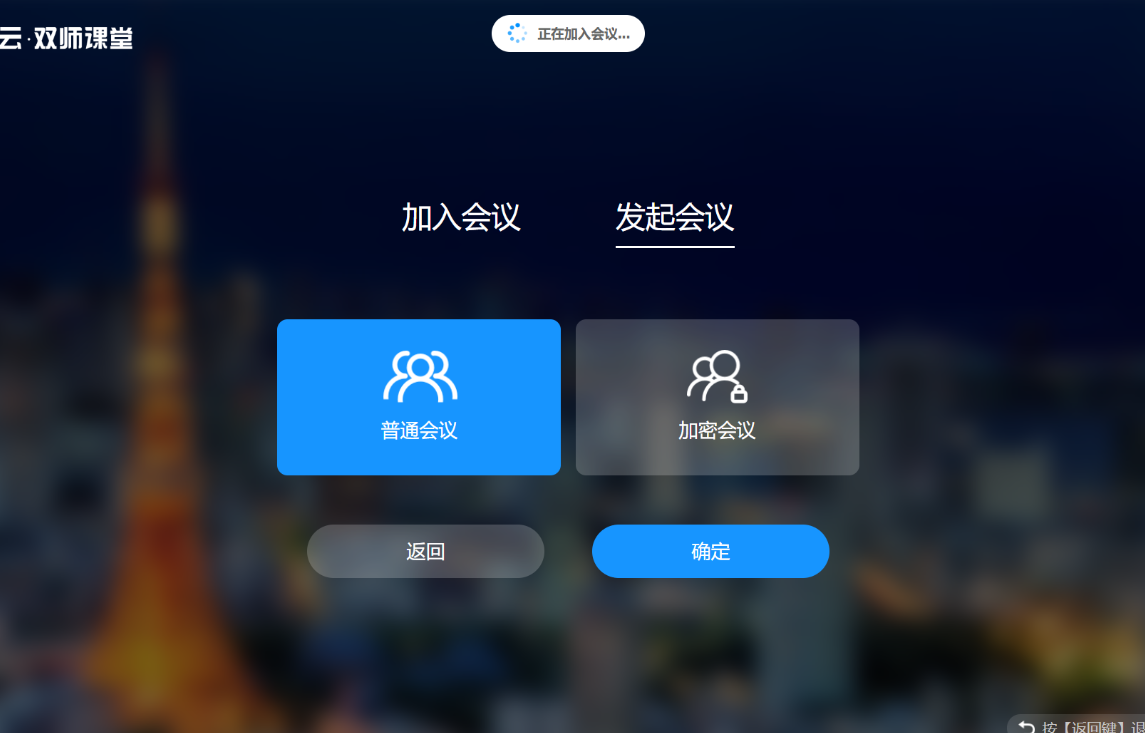 云·双师课堂
正在加入会议...
加入会议
发起会议
普通会议
加密会议
返回
确定
按【返回键】退